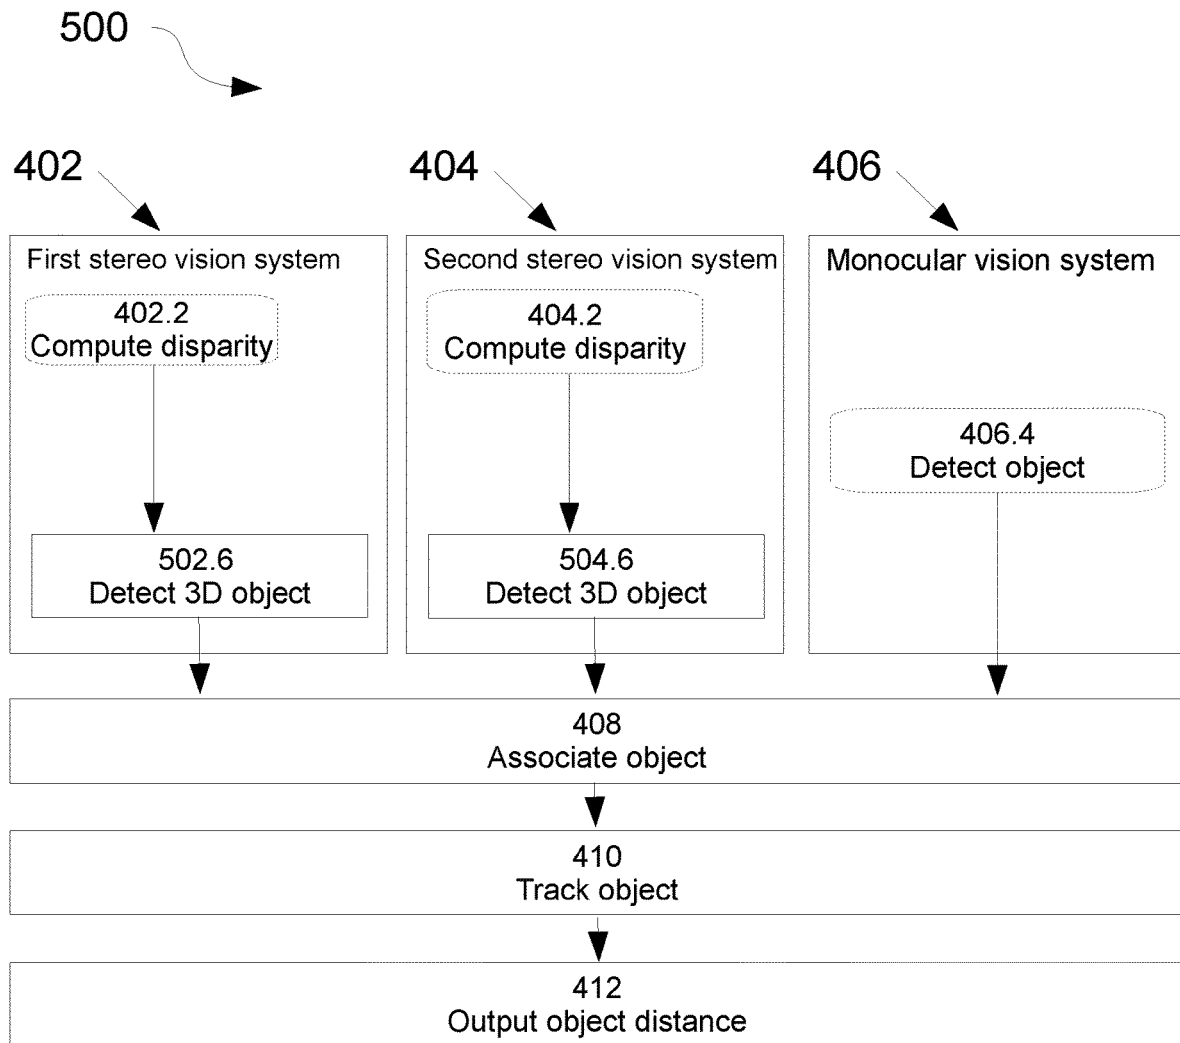 500
402
404
406
First stereo vision system
402.2
Compute disparity
502.6
Detect 3D object
Second stereo vision system
404.2
Compute disparity
504.6
Detect 3D object
Monocular vision system
406.4
Detect object
408
Associate object
410
Track object
412
Output object distance